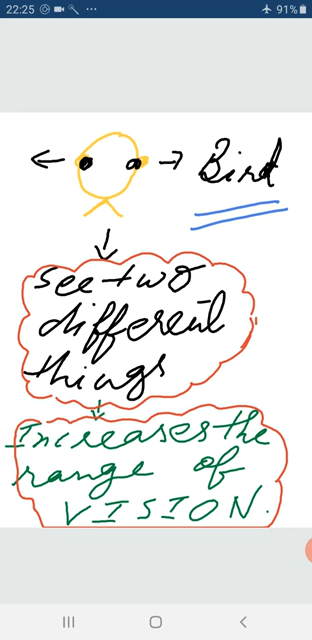 22:25
91%
Bird
see two
different
things
Increases the
range of
VISION.